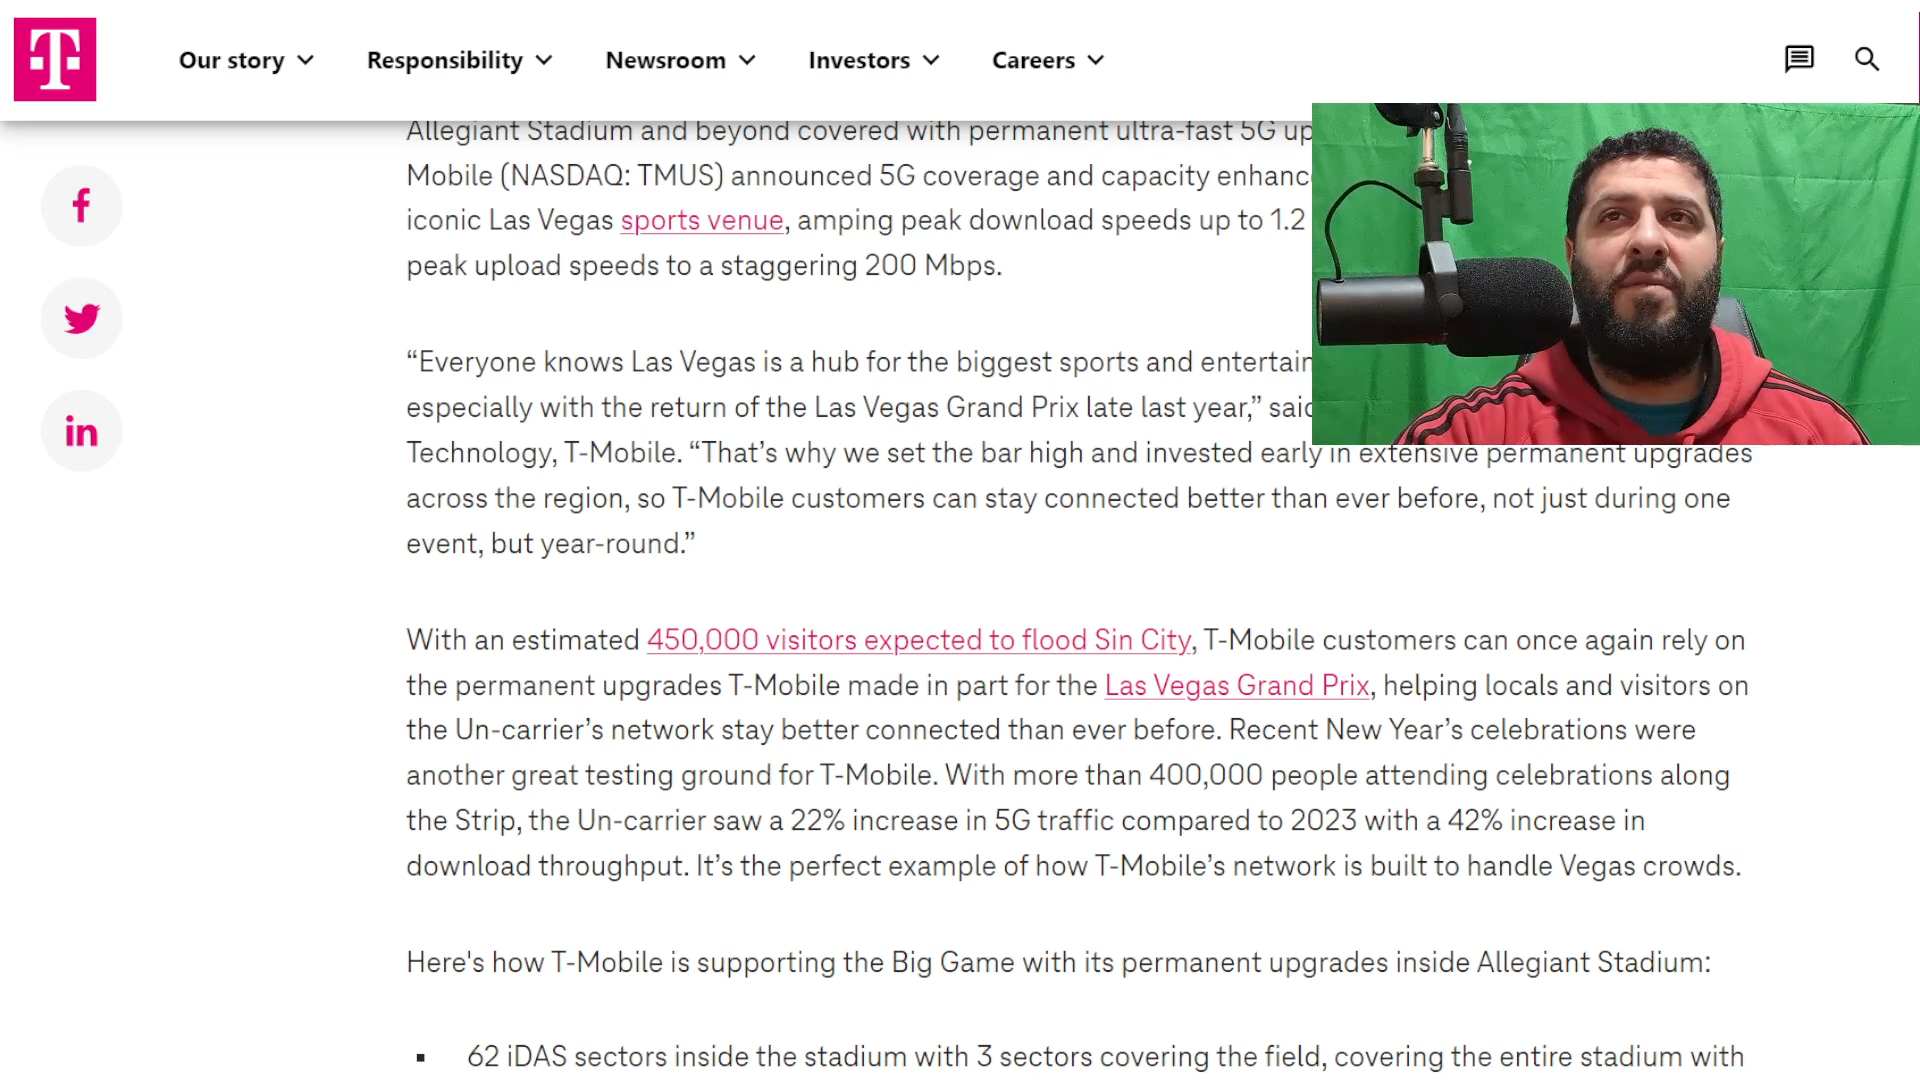 T
Our story
Responsibility
Newsroom
Investors
Careers
Allegiant Stadium and beyond covered with permanent ultra-fast 5G up
Mobile (NASDAQ: TMUS) announced 5G coverage and capacity enhanc
iconic Las Vegas sports venue, amping peak download speeds up to 1.2
peak upload speeds to a staggering 200 Mbps.
f
in
“Everyone knows Las Vegas is a hub for the biggest sports and entertain
especially with the return of the Las Vegas Grand Prix late last year,” said
Technology, T-Mobile. “That’s why we set the bar high and invested early in extensive permanent upgrades
across the region, so T-Mobile customers can stay connected better than ever before, not just during one
event, but year-round.”
With an estimated 450,000 visitors expected to flood Sin City, T-Mobile customers can once again rely on
the permanent upgrades T-Mobile made in part for the Las Vegas Grand Prix, helping locals and visitors on
the Un-carrier’s network stay better connected than ever before. Recent New Year’s celebrations were
another great testing ground for T-Mobile. With more than 400,000 people attending celebrations along
the Strip, the Un-carrier saw a 22% increase in 5G traffic compared to 2023 with a 42% increase in
download throughput. It’s the perfect example of how T-Mobile’s network is built to handle Vegas crowds.
Here's how T-Mobile is supporting the Big Game with its permanent upgrades inside Allegiant Stadium:
▪ 62 iDAS sectors inside the stadium with 3 sectors covering the field, covering the entire stadium with